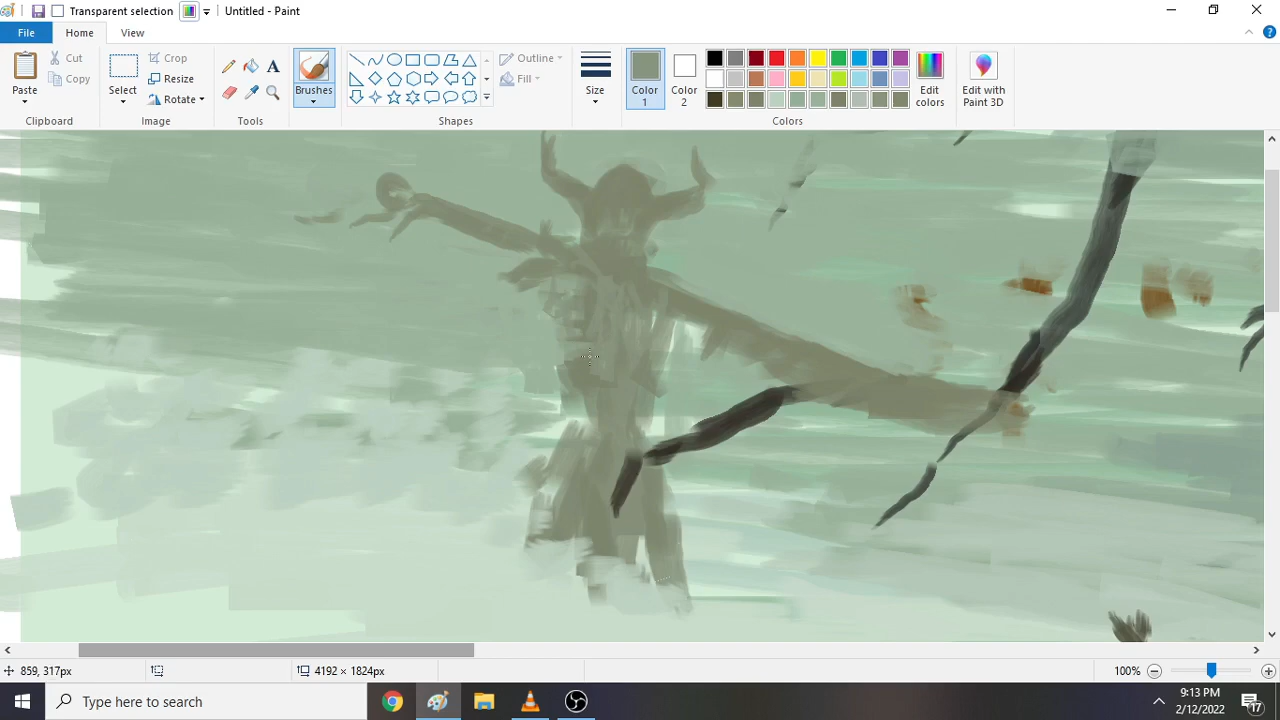 Transparent selection Untitled - Paint
File Home View
Paste Cut Copy
Clipboard
Select Crop Resize Rotate
Image
A
Tools
Brushes
Outline Fill
Shapes
Size
Color 1
Color 2
Edit colors
Edit with Paint 3D
Colors
859, 317px 4192 × 1824px 100%
Type here to search
9:13 PM
2/12/2022
17